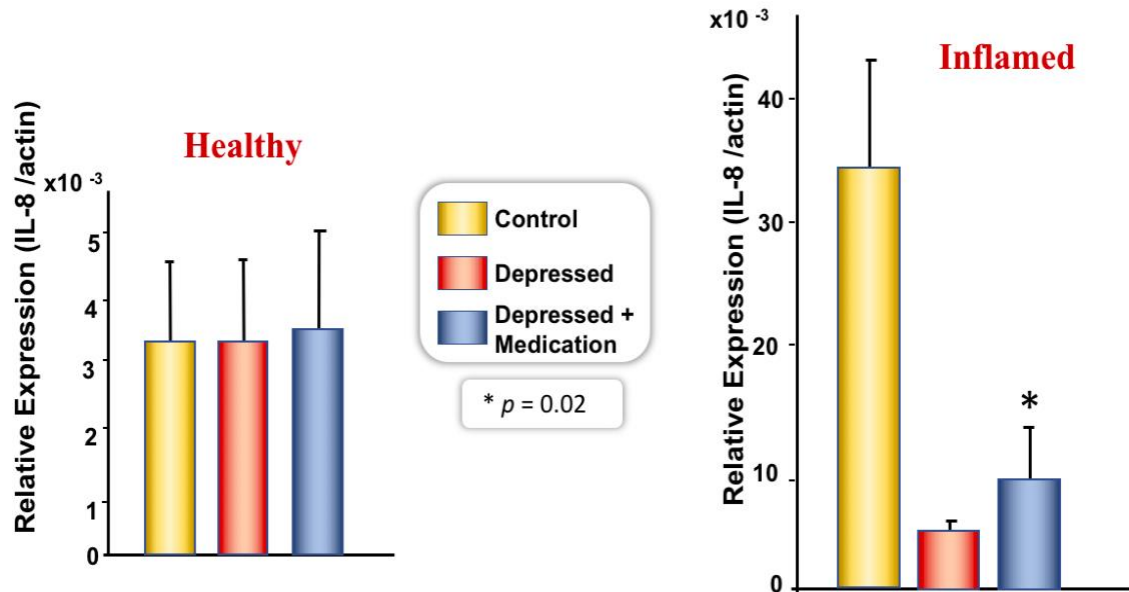 x10 -3
Relative Expression (IL-8 /actin)
Healthy
5
4
3
2
1
0
Control
Depressed
Depressed +
Medication
* p = 0.02
x10 -3
Relative Expression (IL-8 /actin)
Inflamed
40
30
20
10
0
*